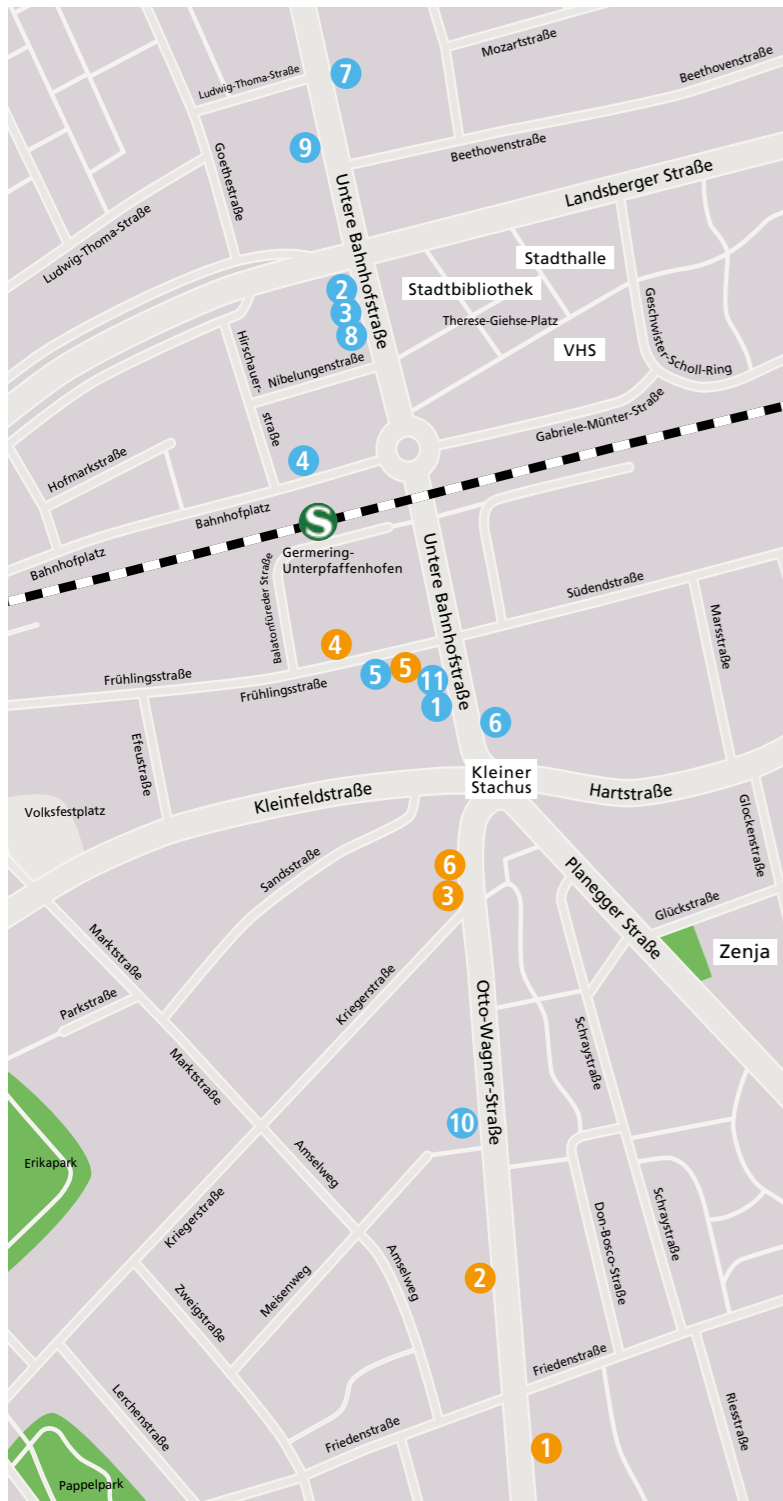 Mozartstraße
7
Ludwig-Thoma-Straße
Beethovenstraße
9
Goethestraße
Beethovenstraße
Landsberger Straße
Untere Bahnhofstraße
Ludwig-Thoma-Straße
Stadthalle
2
Stadtbibliothek
3
Therese-Giehse-Platz
8
Geschwister-Scholl-Ring
VHS
Hirschauer-
straße
Nibelungenstraße
Gabriele-Münter-Straße
Hofmarkstraße
4
Bahnhofplatz
S
Bahnhofplatz
Germering-
Unterpfaffenhofen
Untere Bahnhofstraße
Balatonfüreder Straße
Südendstraße
Marsstraße
4
5
5
11
Frühlingsstraße
Frühlingsstraße
1
6
Efeustraße
Kleiner
Stachus
Kleinfeldstraße
Hartstraße
Volksfestplatz
Glockenstraße
Sandsstraße
6
3
Planegger Straße
Glückstraße
Marktstraße
Zenja
Kriegerstraße
Parkstraße
Otto-Wagner-Straße
Schraystraße
Marktstraße
10
Amselweg
Erikapark
Kriegerstraße
Schraystraße
Don-Bosco-Straße
Amselweg
2
Meisenweg
Zweigstraße
Friedenstraße
Lerchenstraße
Friedenstraße
Riesstraße
1
Pappelpark